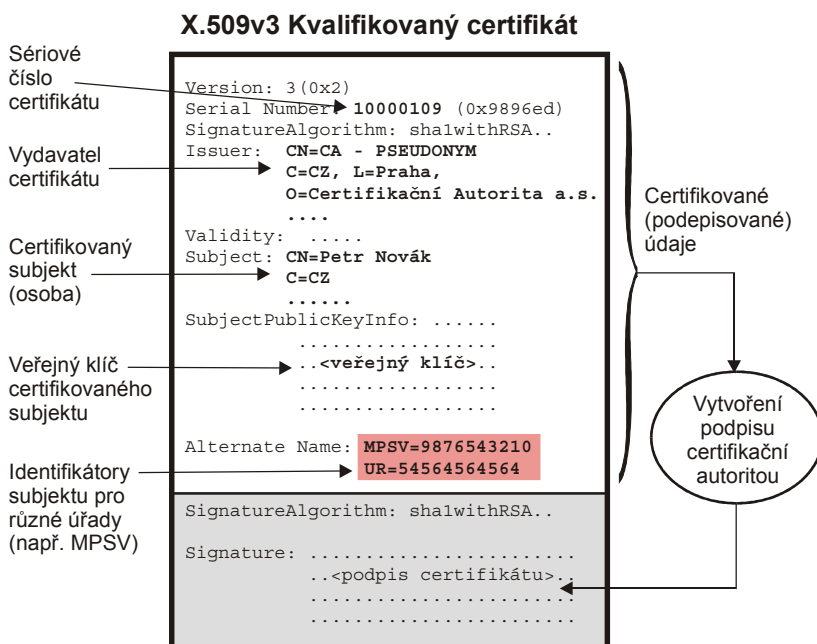 X.509v3 Kvalifikovaný certifikát
Sériové
číslo
certifikátu
Vydavatel
certifikátu
Certifikovaný
subjekt
(osoba)
Veřejný klíč
certifikovaného
subjektu
Identifikátory
subjektu pro
různé úřady
(např. MPSV)
Version: 3(0x2)
Serial Number: 10000109 (0x9896ed)
SignatureAlgorithm: sha1withRSA..
Issuer: CN=CA - PSEUDONYM
C=CZ, L=Praha,
O=Certifikační Autorita a.s.
....
Validity: .....
Subject: CN=Petr Novák
C=CZ
......
SubjectPublicKeyInfo: ......
.................
..<veřejný klíč>..
.................
.................
Alternate Name: MPSV=9876543210
UR=54564564564
SignatureAlgorithm: sha1withRSA..
Signature: .......................
..<podpis certifikátu>..
.......................
.......................
Certifikované
(podepisované)
údaje
Vytvoření
podpisu
certifikační
autoritou